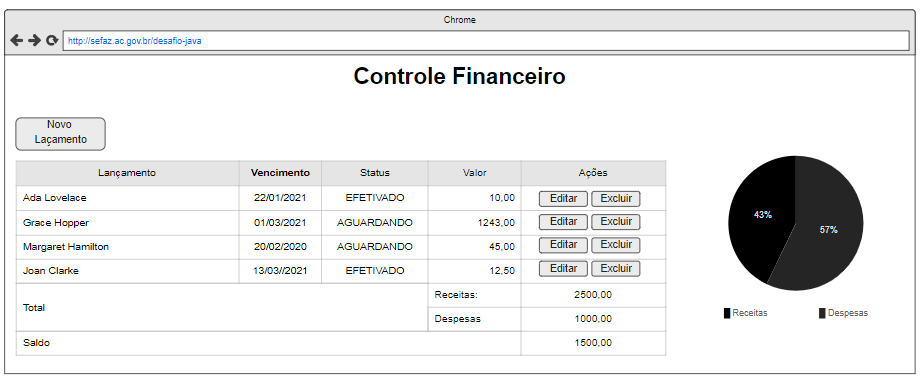 Chrome
http://sefaz.ac.gov.br/desafio-java
Controle Financeiro
Novo
Laçamento
Lançamento Vencimento Status Valor Ações
Ada Lovelace 22/01/2021 EFETIVADO 10,00 Editar Excluir
Grace Hopper 01/03/2021 AGUARDANDO 1243,00 Editar Excluir
Margaret Hamilton 20/02/2020 AGUARDANDO 45,00 Editar Excluir
Joan Clarke 13/03//2021 EFETIVADO 12,50 Editar Excluir
Total
Receitas: 2500,00
Despesas 1000,00
Saldo 1500,00
43%
57%
Receitas Despesas